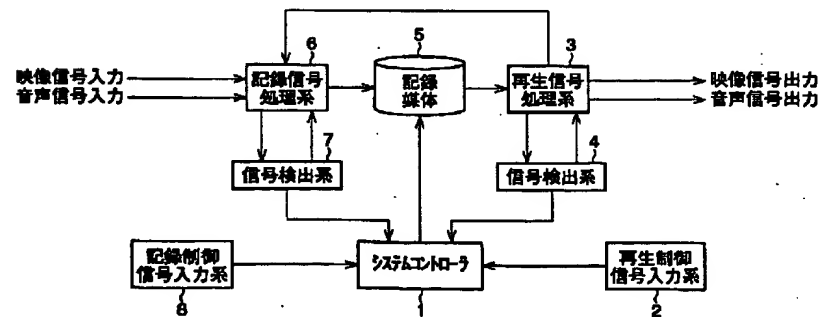 6
5
3
映像信号入力
音声信号入力
記録信号
処理系
記録
媒体
再生信号
処理系
映像信号出力
音声信号出力
7
信号検出系
4
信号検出系
記録制御
信号入力系
8
システムコントローラ
1
再生制御
信号入力系
2